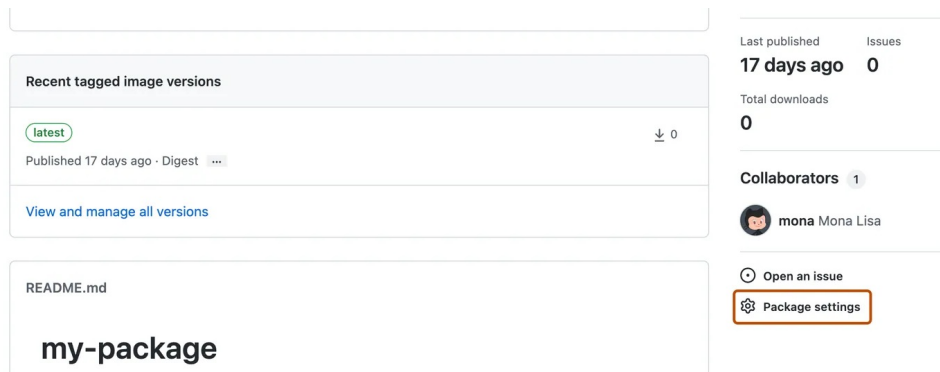 Recent tagged image versions
latest
0
Published 17 days ago · Digest ...
View and manage all versions
README.md
my-package
Last published Issues
17 days ago 0
Total downloads
0
Collaborators 1
mona Mona Lisa
Open an issue
Package settings